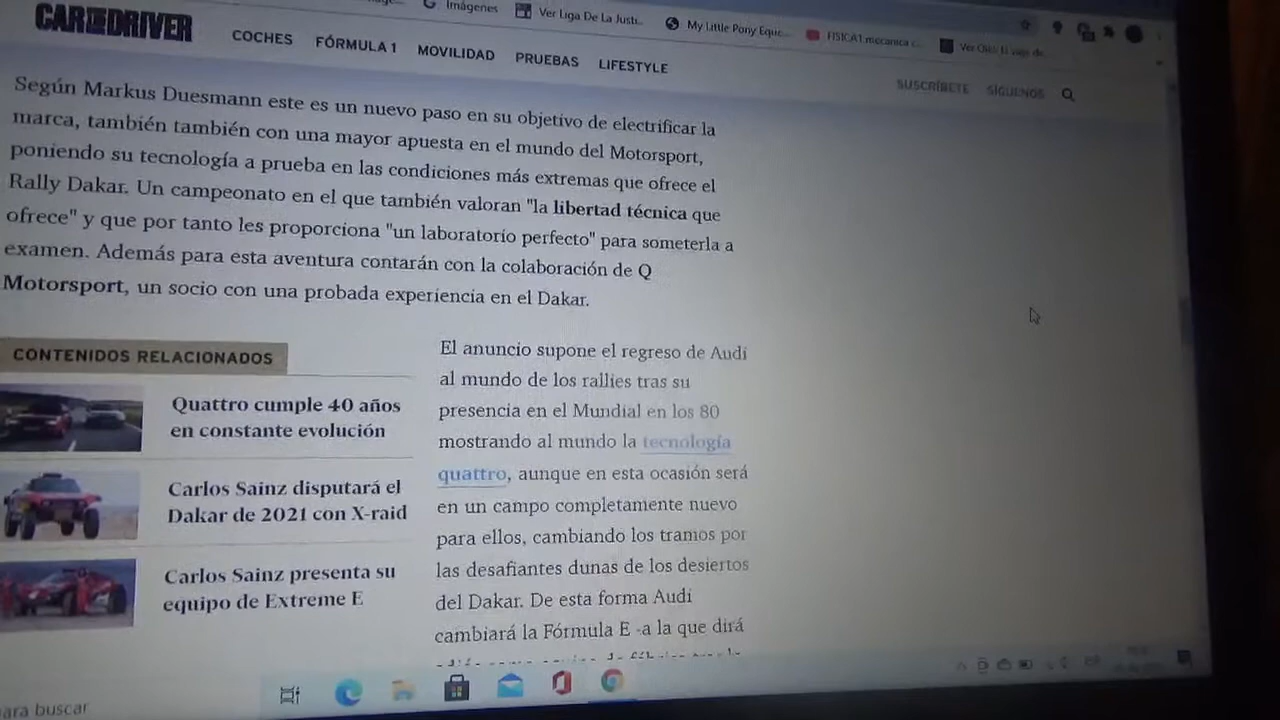 Imágenes
Ver Liga De La Justi...
My Little Pony Eque...
FISICA1 mecanica c...
CAR AND DRIVER
COCHES
FÓRMULA 1
MOVILIDAD
PRUEBAS
LIFESTYLE
SUSCRÍBETE
SÍGUENOS
Según Markus Duesmann este es un nuevo paso en su objetivo de electrificar la
marca, también también con una mayor apuesta en el mundo del Motorsport,
poniendo su tecnología a prueba en las condiciones más extremas que ofrece el
Rally Dakar. Un campeonato en el que también valoran "la libertad técnica que
ofrece" y que por tanto les proporciona "un laboratorio perfecto" para someterla a
examen. Además para esta aventura contarán con la colaboración de Q
Motorsport, un socio con una probada experiencia en el Dakar.
CONTENIDOS RELACIONADOS
Quattro cumple 40 años
en constante evolución
Carlos Sainz disputará el
Dakar de 2021 con X-raid
Carlos Sainz presenta su
equipo de Extreme E
El anuncio supone el regreso de Audi
al mundo de los rallies tras su
presencia en el Mundial en los 80
mostrando al mundo la tecnología
quattro, aunque en esta ocasión será
en un campo completamente nuevo
para ellos, cambiando los tramos por
las desafiantes dunas de los desiertos
del Dakar. De esta forma Audi
cambiará la Fórmula E -a la que dirá
para buscar